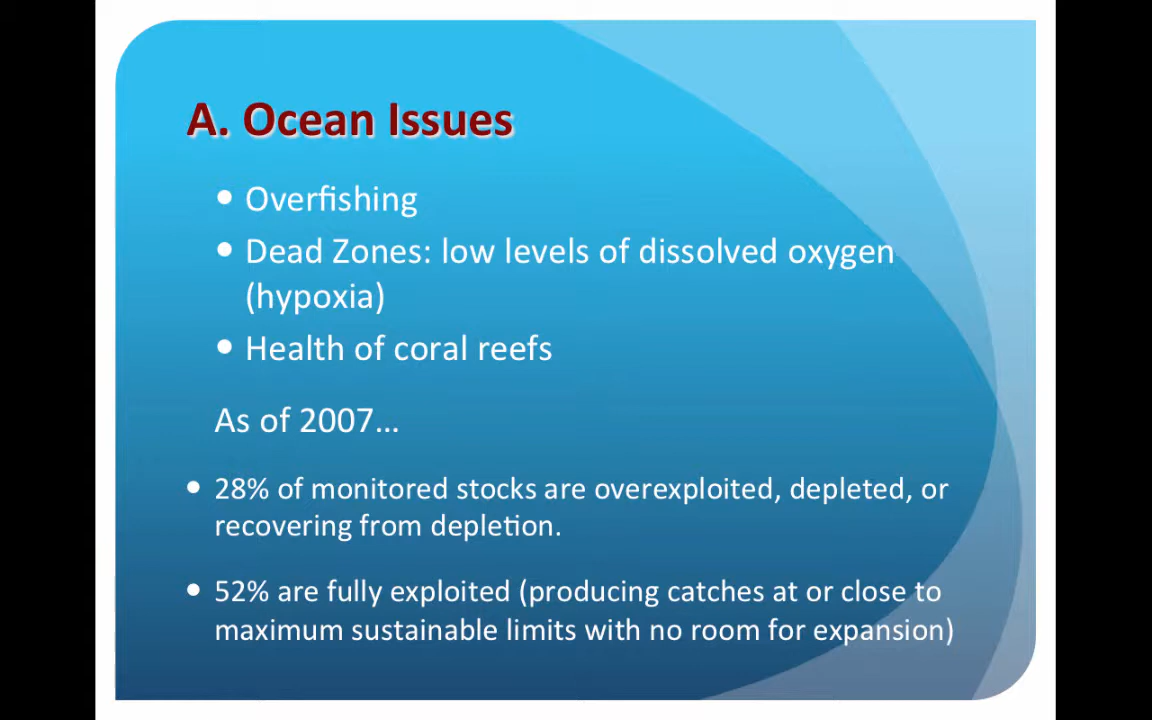 A. Ocean Issues
• Overfishing
• Dead Zones: low levels of dissolved oxygen
(hypoxia)
• Health of coral reefs
As of 2007…
• 28% of monitored stocks are overexploited, depleted, or
recovering from depletion.
• 52% are fully exploited (producing catches at or close to
maximum sustainable limits with no room for expansion)